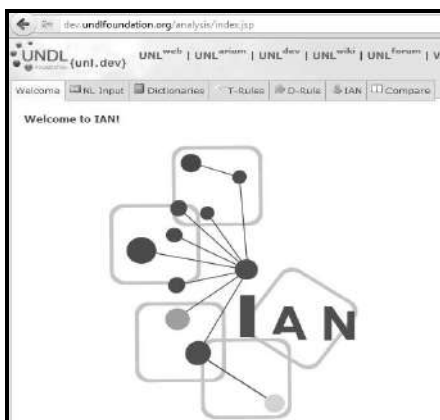 dev.undlfoundation.org/analysis/index.jsp
UNDL {unl.dev} UNLweb | UNLarium | UNLdev | UNLwiki | UNLforum | V
Foundation
Welcome NL Input Dictionaries T-Rules D-Rule IAN Compare
Welcome to IAN!
IAN